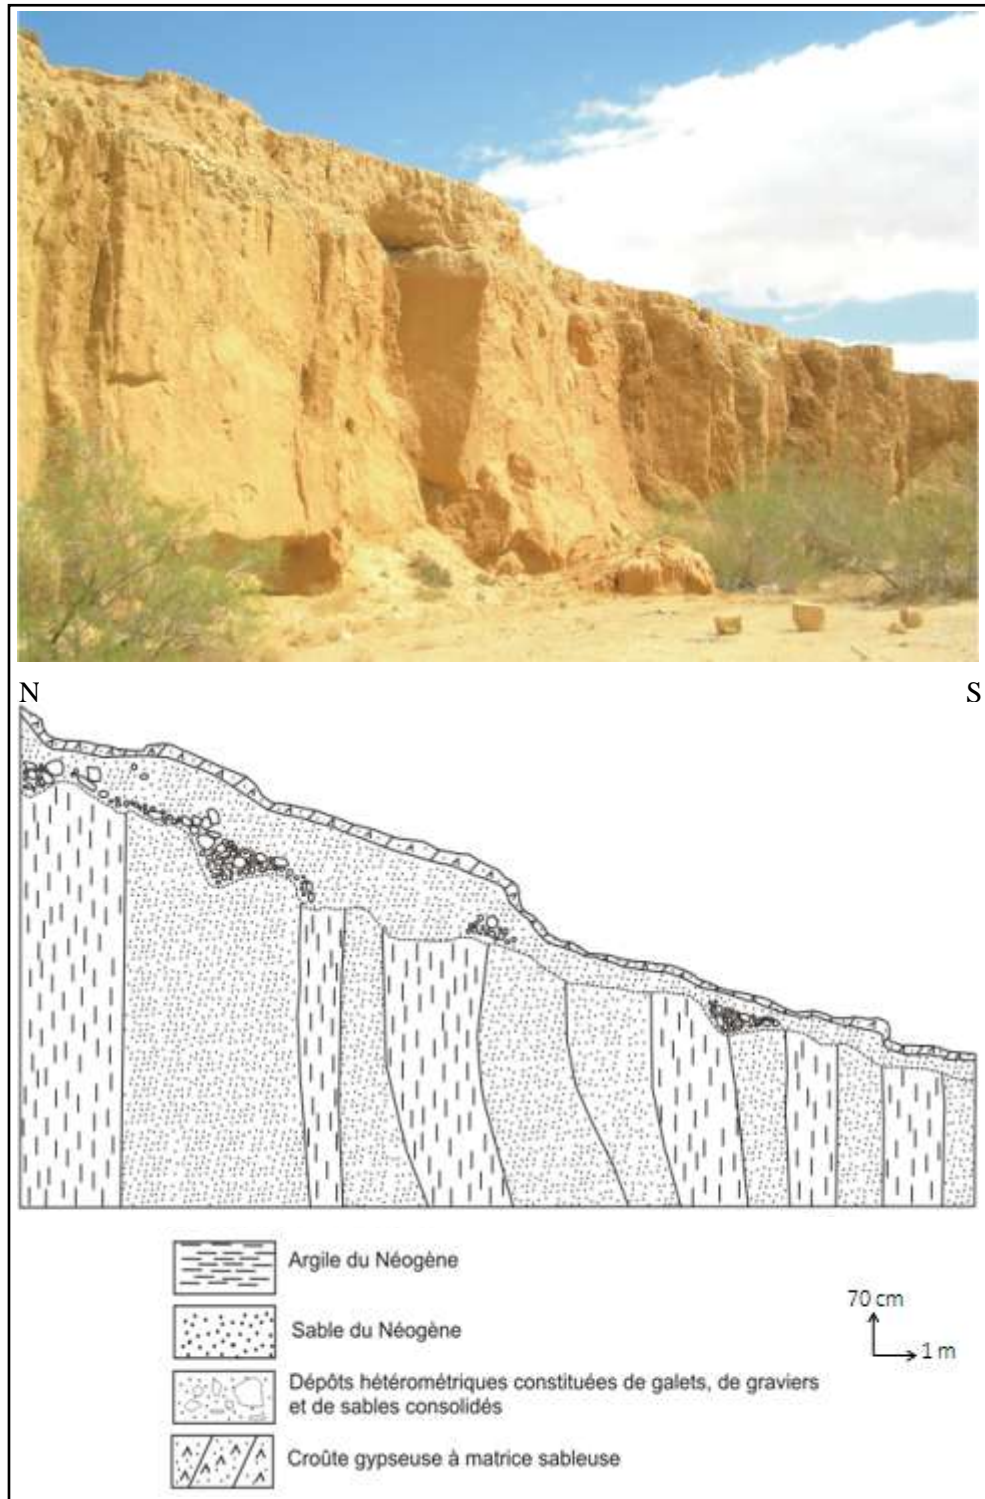 N
S
Argile du Néogène
Sable du Néogène
70 cm
1 m
Dépôts hétérométriques constituées de galets, de graviers
et de sables consolidés
Croûte gypseuse à matrice sableuse